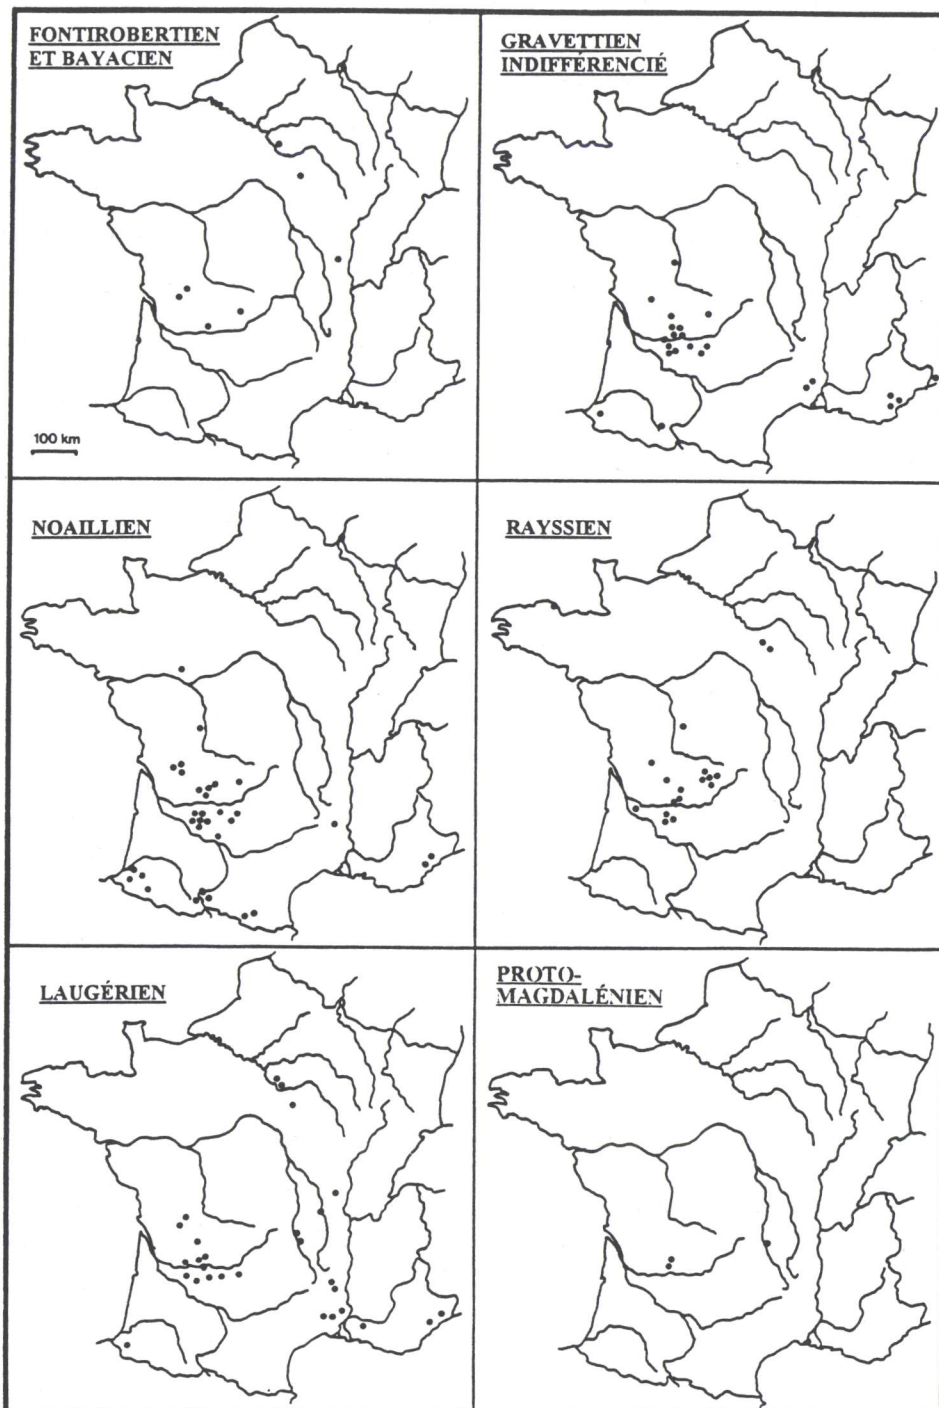 FONTIROBERTIEN
ET BAYACIEN
GRAVETTIEN
INDIFFÉRENCIÉ
100 km
NOAILLIEN
RAYSSIEN
LAUGÉRIEN
PROTO-
MAGDALÉNIEN